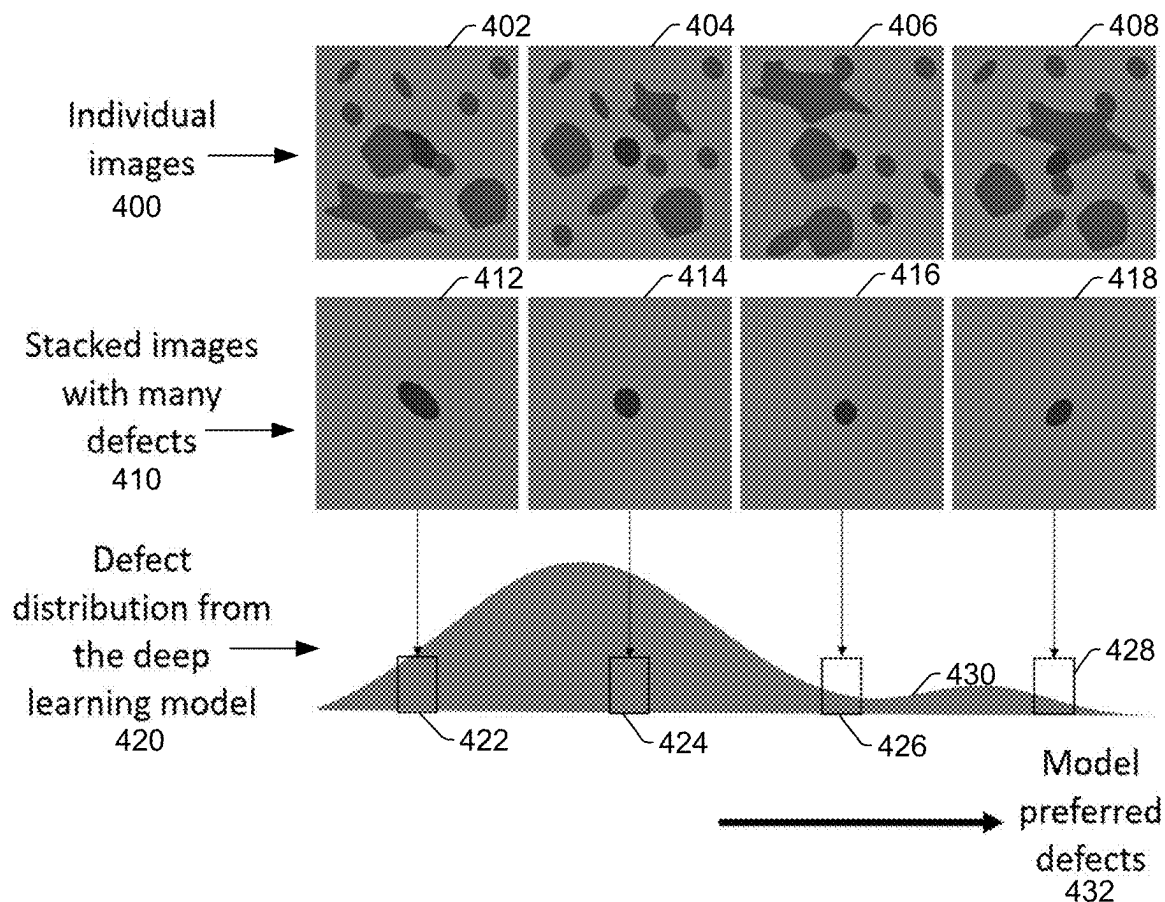 402
404
406
408
Individual
images
400
412
414
416
418
Stacked images
with many
defects
410
Defect
distribution from
the deep
learning model
420
430
428
422
424
426
Model
preferred
defects
432